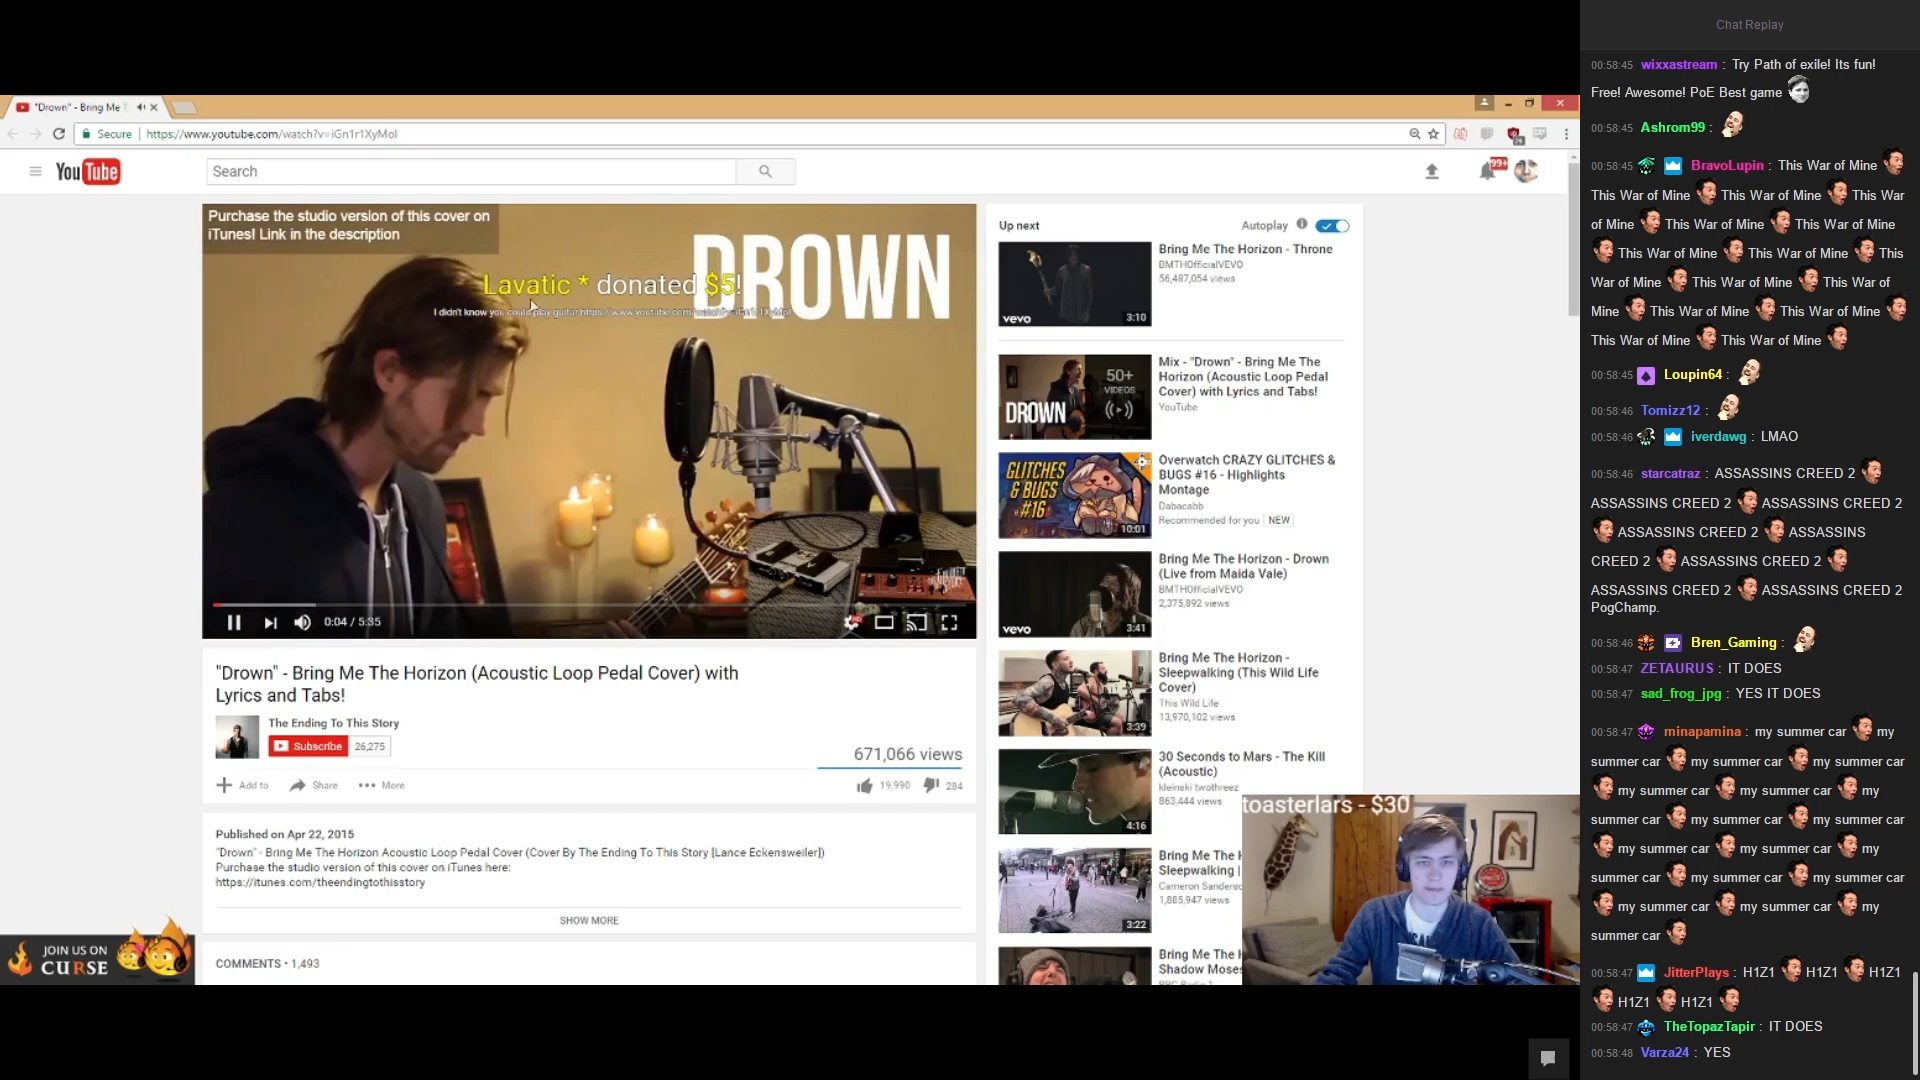 "Drown" - Bring Me T
Secure
https://www.youtube.com/watch?v=iGn1r1XyMoI
YouTube
Search
99+
Purchase the studio version of this cover on
iTunes! Link in the description
DROWN
Lavatic * donated $5!
I didn't know you could play guitar https://www.youtube.com/watch?v=iGn1r1XyMoI
0:04 / 5:35
"Drown" - Bring Me The Horizon (Acoustic Loop Pedal Cover) with
Lyrics and Tabs!
The Ending To This Story
Subscribe 26,275
671,066 views
Add to Share More
19,990 284
Published on Apr 22, 2015
"Drown" - Bring Me The Horizon Acoustic Loop Pedal Cover (Cover By The Ending To This Story [Lance Eckensweiler])
Purchase the studio version of this cover on iTunes here:
https://itunes.com/theendingtothisstory
SHOW MORE
COMMENTS • 1,493
JOIN US ON
CURSE
Up next
Autoplay
vevo
3:10
Bring Me The Horizon - Throne
BMTHOfficialVEVO
56,487,054 views
DROWN
50+
VIDEOS
Mix - "Drown" - Bring Me The
Horizon (Acoustic Loop Pedal
Cover) with Lyrics and Tabs!
YouTube
GLITCHES
& BUGS
#16
10:01
Overwatch CRAZY GLITCHES &
BUGS #16 - Highlights
Montage
Dabacabb
Recommended for you NEW
vevo
3:41
Bring Me The Horizon - Drown
(Live from Maida Vale)
BMTHOfficialVEVO
2,375,892 views
3:39
Bring Me The Horizon -
Sleepwalking (This Wild Life
Cover)
This Wild Life
13,970,102 views
4:16
30 Seconds to Mars - The Kill
(Acoustic)
kleinski twothreez
863,444 views
3:22
Bring Me The H
Sleepwalking |
Cameron Sanderso
1,885,947 views
Bring Me The H
Shadow Moses
toasterlars - $30
Chat Replay
00:58:45 wixxastream : Try Path of exile! Its fun!
Free! Awesome! PoE Best game
00:58:45 Ashrom99 :
00:58:45 BravoLupin : This War of Mine
This War of Mine This War of Mine This War
of Mine This War of Mine This War of Mine
This War of Mine This War of Mine This
War of Mine This War of Mine This War of
Mine This War of Mine This War of Mine
This War of Mine This War of Mine
00:58:45 Loupin64 :
00:58:46 Tomizz12 :
00:58:46 iverdawg : LMAO
00:58:46 starcatraz : ASSASSINS CREED 2
ASSASSINS CREED 2 ASSASSINS CREED 2
ASSASSINS CREED 2 ASSASSINS
CREED 2 ASSASSINS CREED 2
ASSASSINS CREED 2 ASSASSINS CREED 2
PogChamp.
00:58:46 Bren_Gaming :
00:58:47 ZETAURUS : IT DOES
00:58:47 sad_frog_jpg : YES IT DOES
00:58:47 minapamina : my summer car my
summer car my summer car my summer car
my summer car my summer car my
summer car my summer car my summer car
my summer car my summer car my
summer car my summer car my summer car
my summer car my summer car my
summer car
00:58:47 JitterPlays : H1Z1 H1Z1 H1Z1
H1Z1 H1Z1
00:58:47 TheTopazTapir : IT DOES
00:58:48 Varza24 : YES